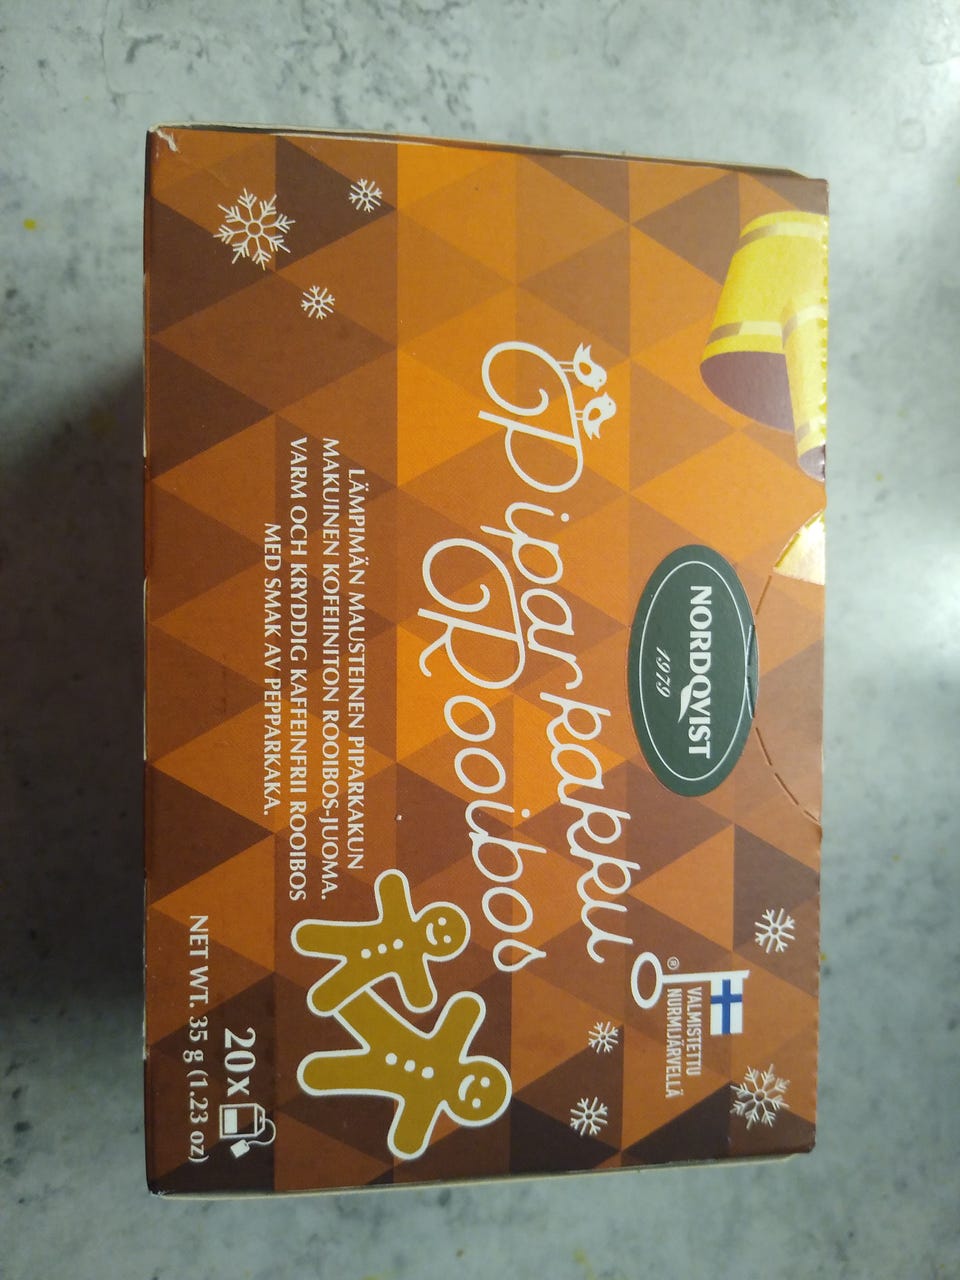 NORDQVIST
1979
VALMISTETTU
NURMIJÄRVELLÄ
®
Piparkakku
Rooibos
LÄMPIMÄN MAUSTEINEN PIPARKAKUN
MAKUINEN KOFEIINITON ROOIBOS-JUOMA.
VARM OCH KRYDDIG KAFFEINFRII ROOIBOS
MED SMAK AV PEPPARKAKA.
20x
NET WT. 35 g (1.23 oz)